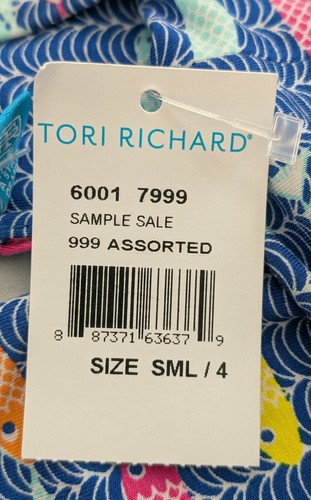 TORI RICHARD®
6001 7999
SAMPLE SALE
999 ASSORTED
8 87371 63637 9
SIZE SML / 4